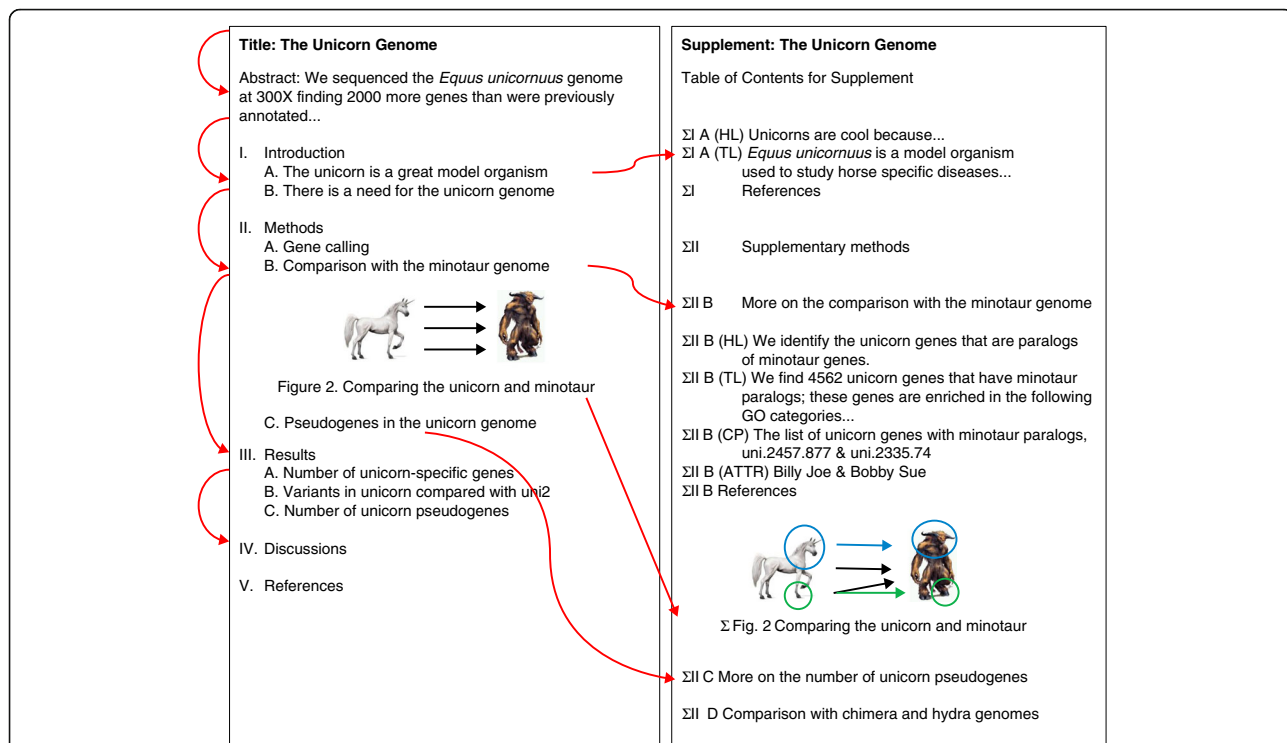 Title: The Unicorn Genome
Abstract: We sequenced the Equus unicornuus genome
at 300X finding 2000 more genes than were previously
annotated...
I. Introduction
A. The unicorn is a great model organism
B. There is a need for the unicorn genome
II. Methods
A. Gene calling
B. Comparison with the minotaur genome
Figure 2. Comparing the unicorn and minotaur
C. Pseudogenes in the unicorn genome
III. Results
A. Number of unicorn-specific genes
B. Variants in unicorn compared with uni2
C. Number of unicorn pseudogenes
IV. Discussions
V. References
Supplement: The Unicorn Genome
Table of Contents for Supplement
ΣI A (HL) Unicorns are cool because...
ΣI A (TL) Equus unicornuus is a model organism
used to study horse specific diseases...
ΣI References
ΣII Supplementary methods
ΣII B More on the comparison with the minotaur genome
ΣII B (HL) We identify the unicorn genes that are paralogs
of minotaur genes.
ΣII B (TL) We find 4562 unicorn genes that have minotaur
paralogs; these genes are enriched in the following
GO categories...
ΣII B (CP) The list of unicorn genes with minotaur paralogs,
uni.2457.877 & uni.2335.74
ΣII B (ATTR) Billy Joe & Bobby Sue
ΣII B References
Σ Fig. 2 Comparing the unicorn and minotaur
ΣII C More on the number of unicorn pseudogenes
ΣII D Comparison with chimera and hydra genomes